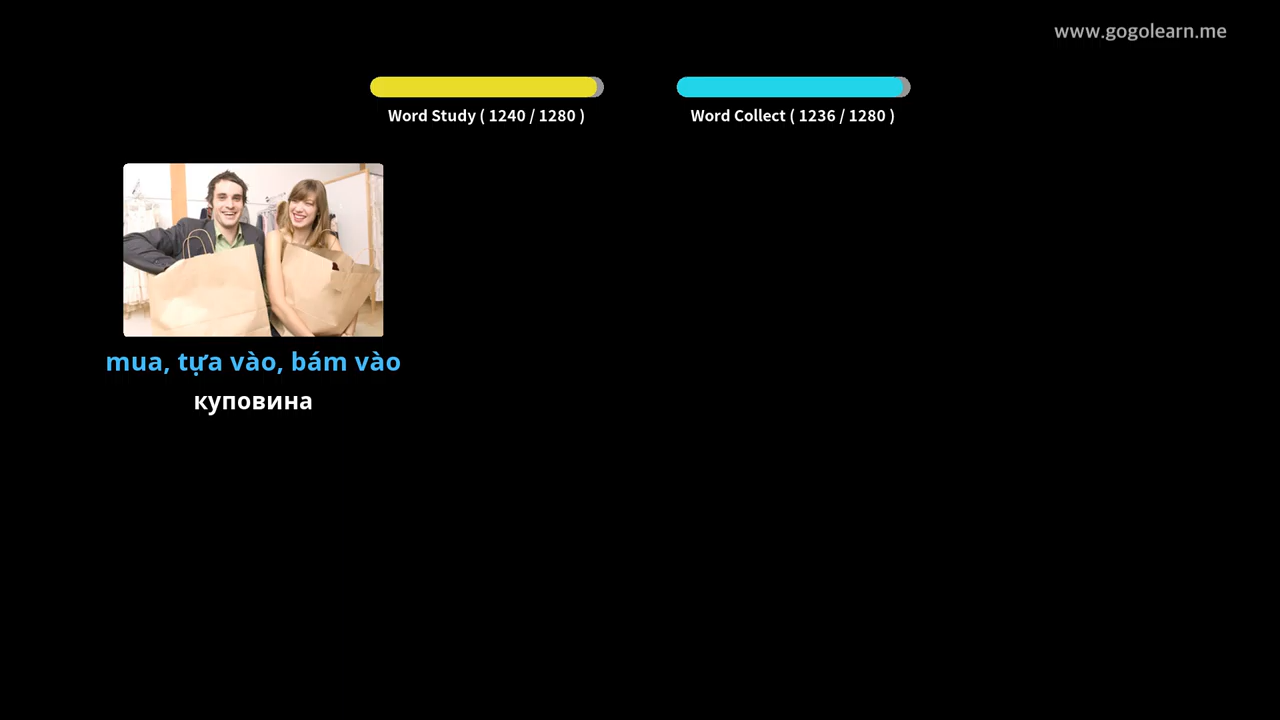 www.gogolearn.me
Word Study ( 1240 / 1280 )
Word Collect ( 1236 / 1280 )
mua, tựa vào, bám vào
куповина